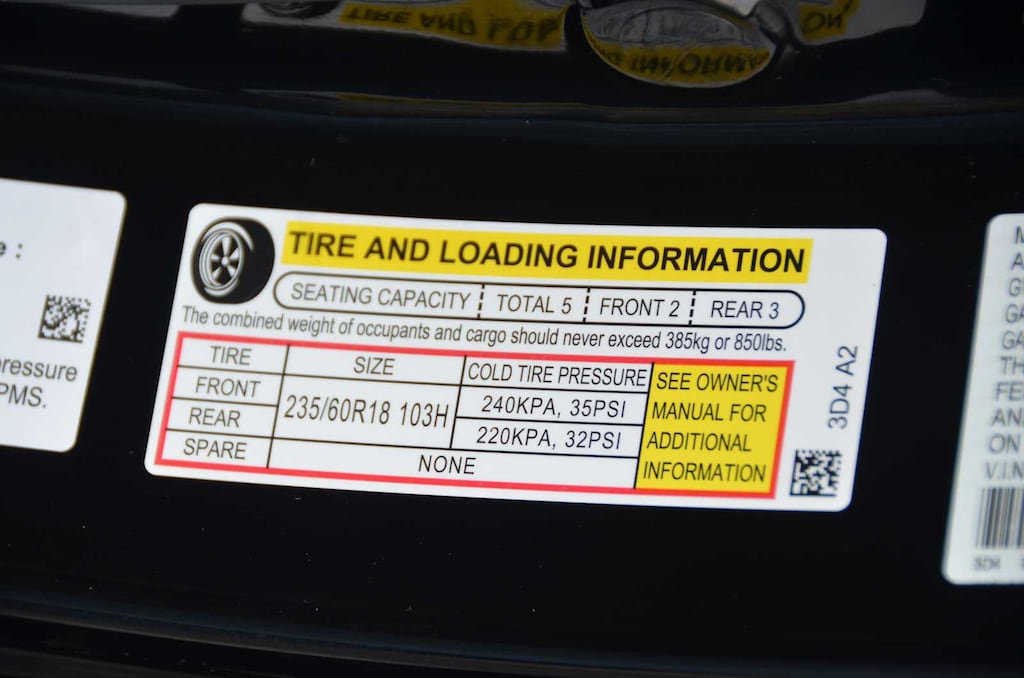 TIRE AND LOADING INFORMATION
SEATING CAPACITY TOTAL 5 FRONT 2 REAR 3
The combined weight of occupants and cargo should never exceed 385kg or 850lbs.
TIRE SIZE COLD TIRE PRESSURE
FRONT 235/60R18 103H 240KPA, 35PSI
REAR 220KPA, 32PSI
SPARE NONE
SEE OWNER'S
MANUAL FOR
ADDITIONAL
INFORMATION
3D4 A2
PMS.
ON
V.I.N
3D4